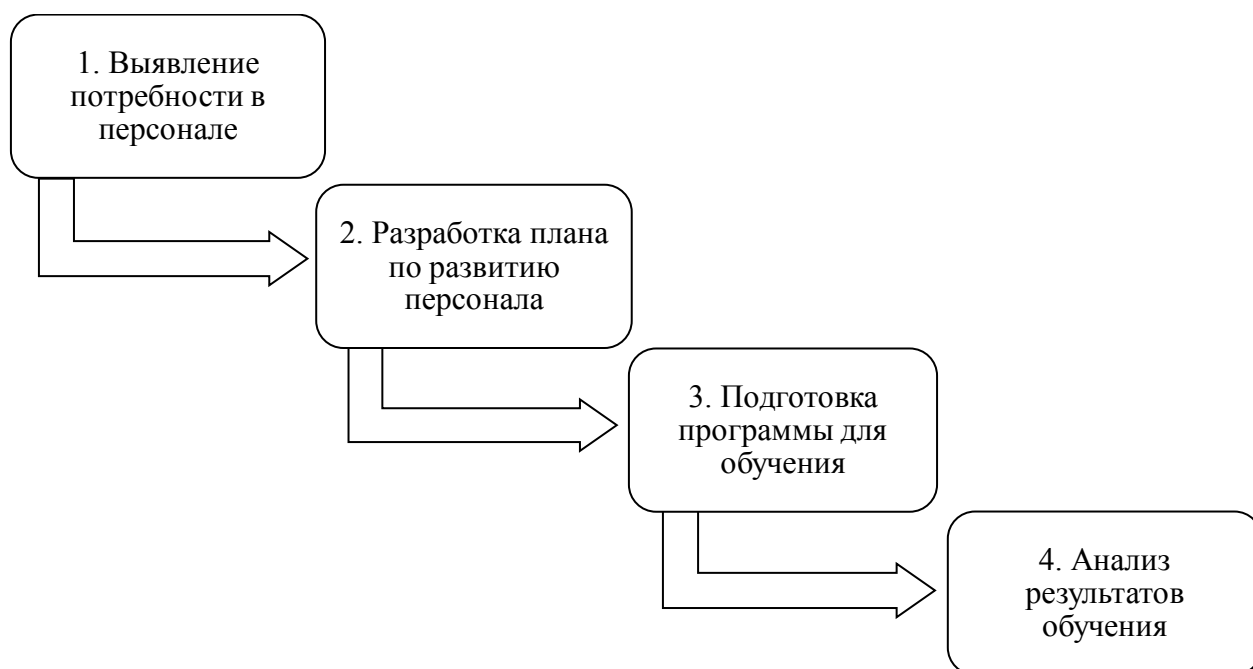 1. Выявление
потребности в
персонале
2. Разработка плана
по развитию
персонала
3. Подготовка
программы для
обучения
4. Анализ
результатов
обучения